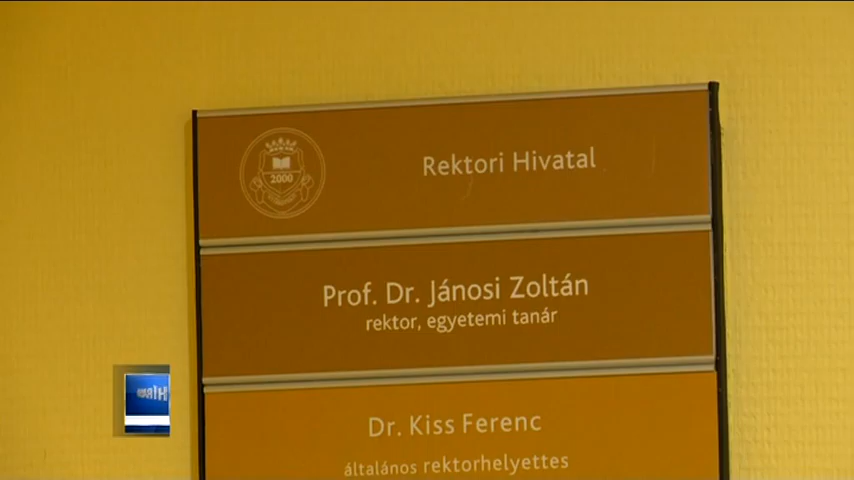 2000
Rektori Hivatal
Prof. Dr. Jánosi Zoltán
rektor, egyetemi tanár
Dr. Kiss Ferenc
általános rektorhelyettes